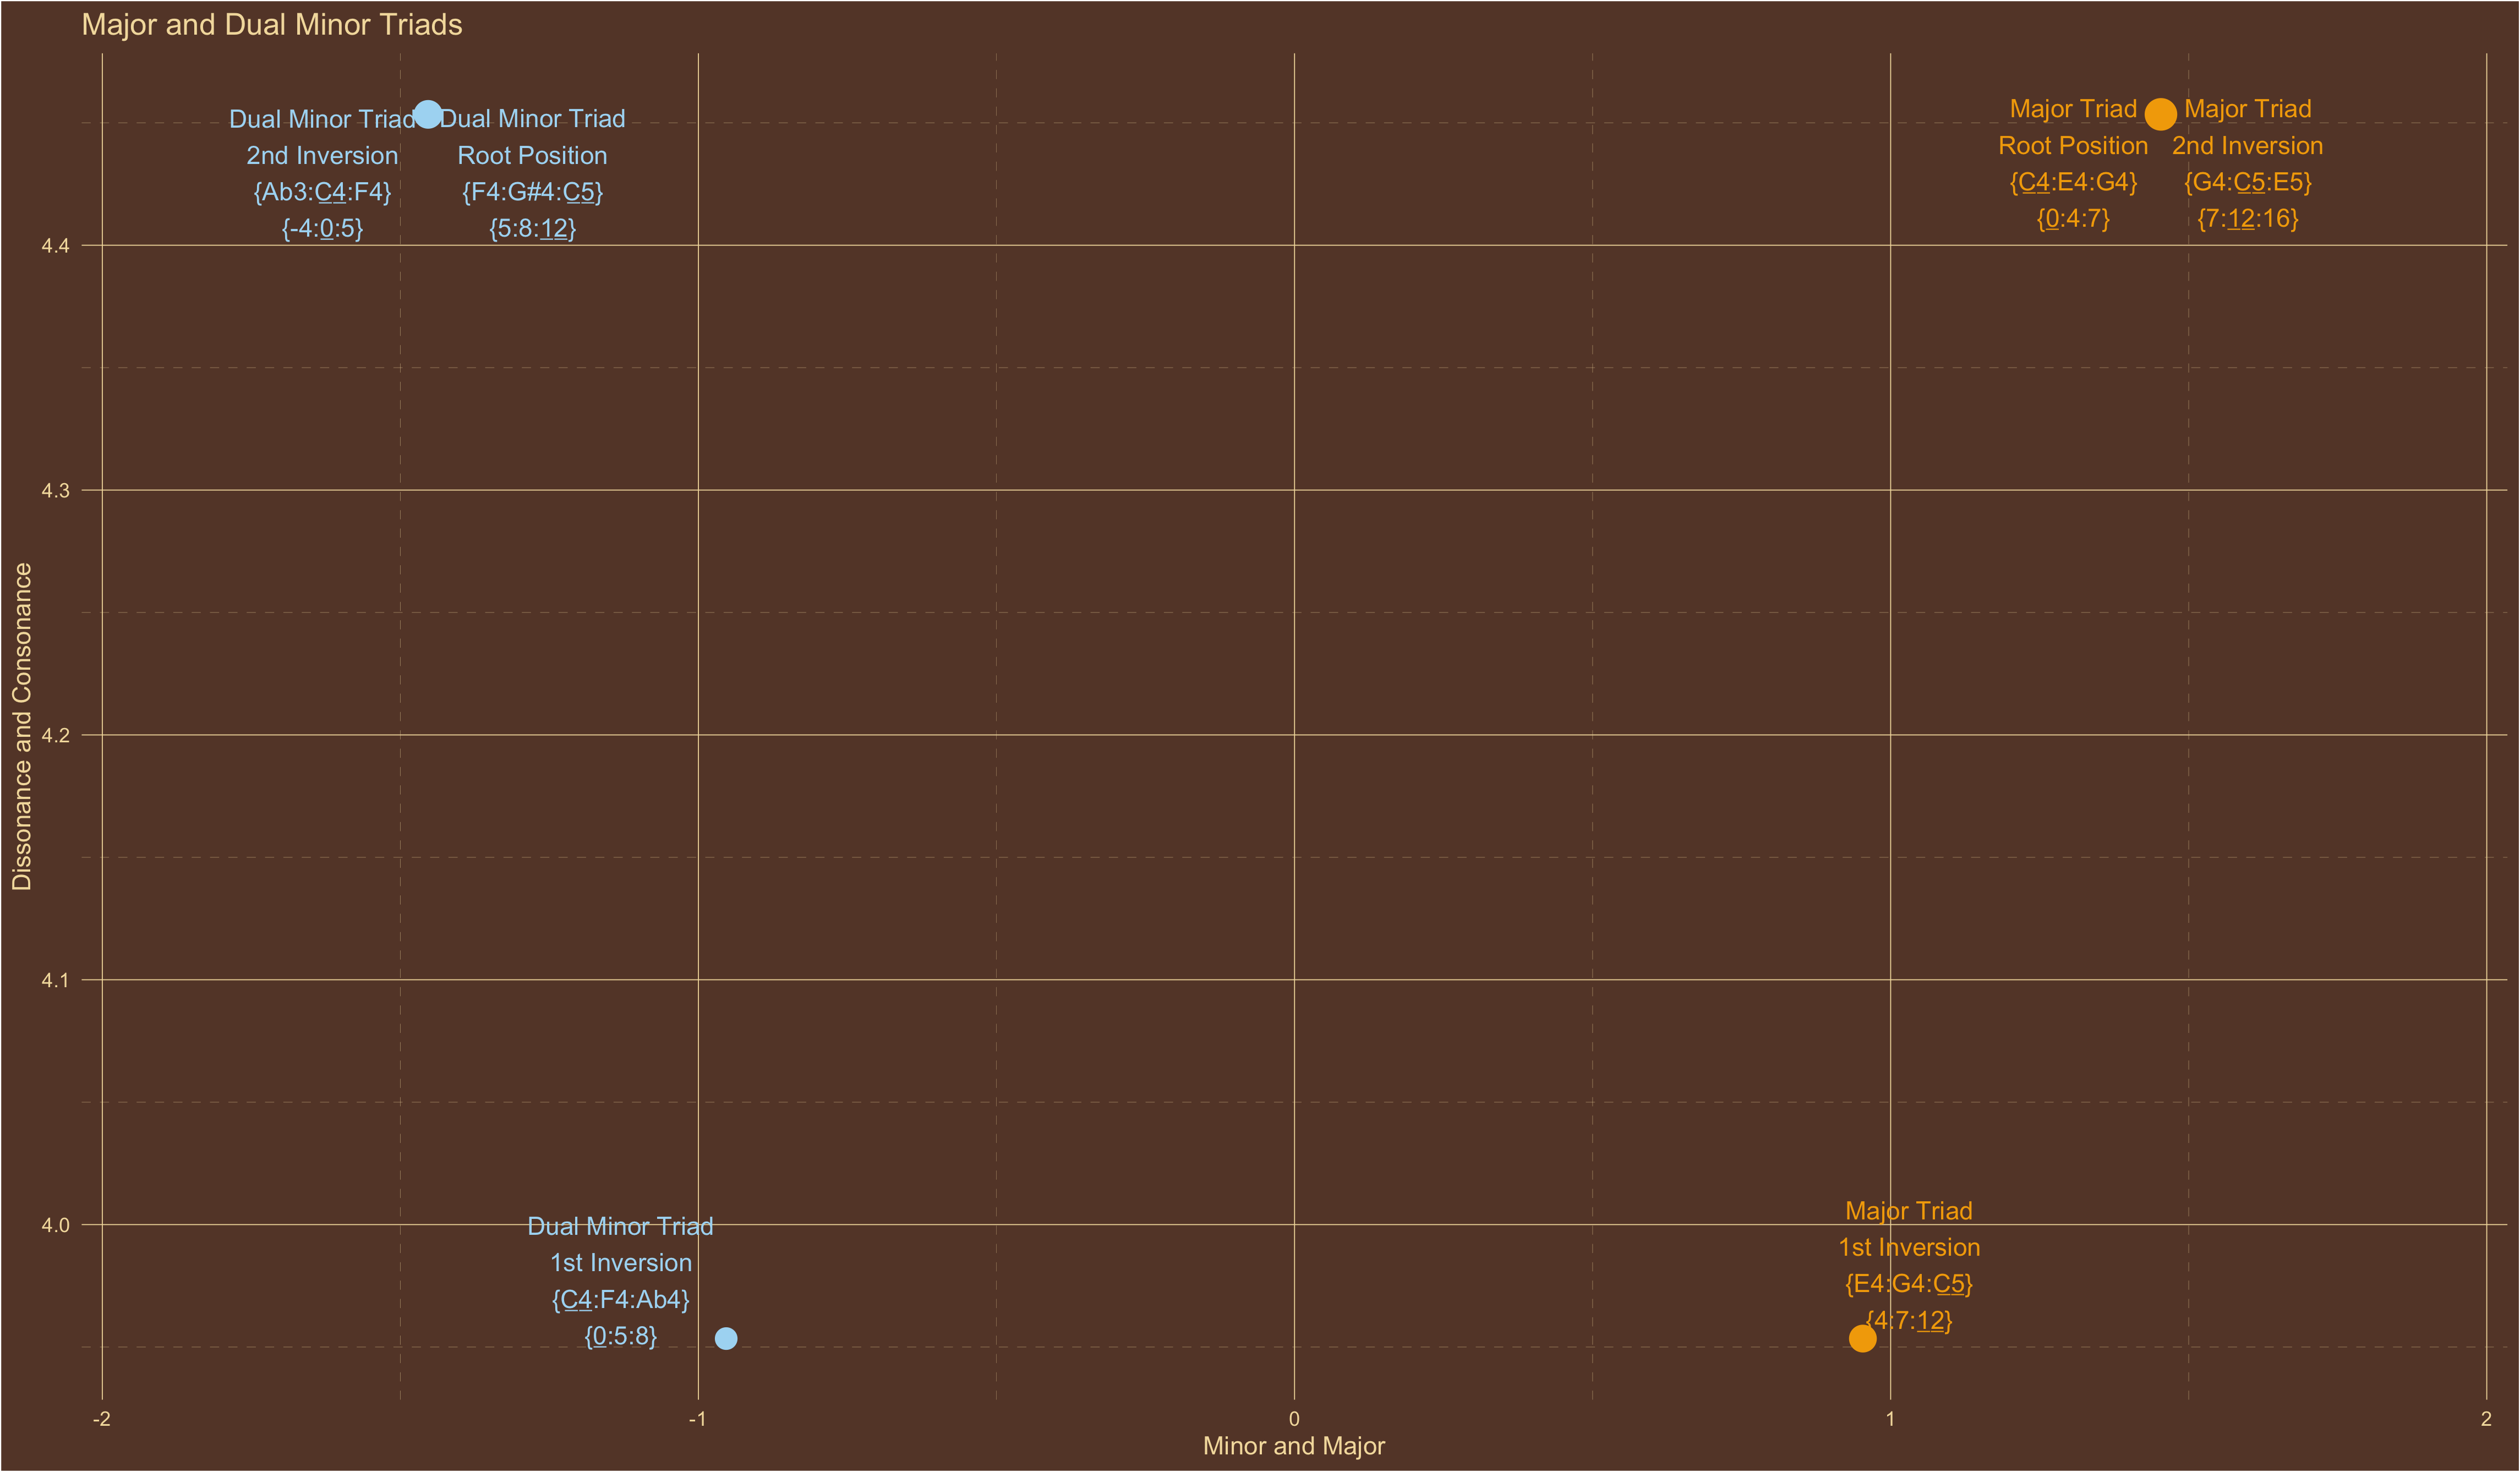 Major and Dual Minor Triads
Dual Minor Triad
2nd Inversion
{Ab3:C4:F4}
{-4:0:5}
Dual Minor Triad
Root Position
{F4:G#4:C5}
{5:8:12}
Major Triad
Root Position
{C4:E4:G4}
{0:4:7}
Major Triad
2nd Inversion
{G4:C5:E5}
{7:12:16}
4.4
4.3
4.2
4.1
4.0
Dissonance and Consonance
Dual Minor Triad
1st Inversion
{C4:F4:Ab4}
{0:5:8}
Major Triad
1st Inversion
{E4:G4:C5}
{4:7:12}
-2
-1
0
1
2
Minor and Major